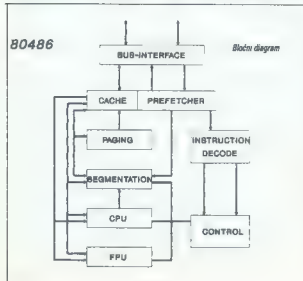 80486
Bločni diagram
BUS-INTERFACE
CACHE
PREFETCHER
PAGING
INSTRUCTION
DECODE
SEGMENTATION
CPU
CONTROL
FPU